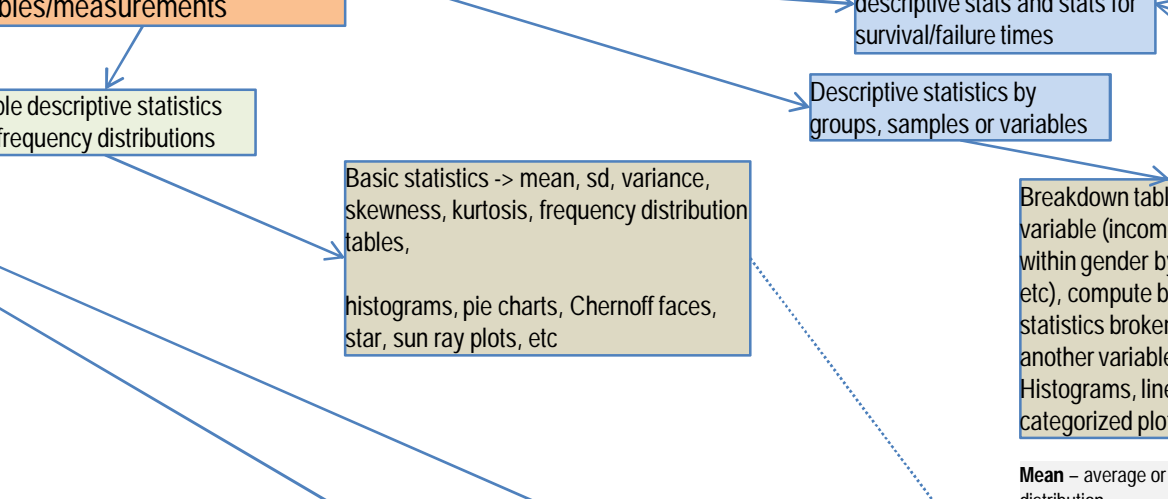 bles/measurements
descriptive stats and stats for
survival/failure times
Descriptive statistics by
groups, samples or variables
ble descriptive statistics
frequency distributions
Basic statistics -> mean, sd, variance,
skewness, kurtosis, frequency distribution
tables,
histograms, pie charts, Chernoff faces,
star, sun ray plots, etc
Breakdown tabl
variable (incom
within gender by
etc), compute b
statistics broker
another variable
Histograms, line
categorized plo
Mean – average or
distribution